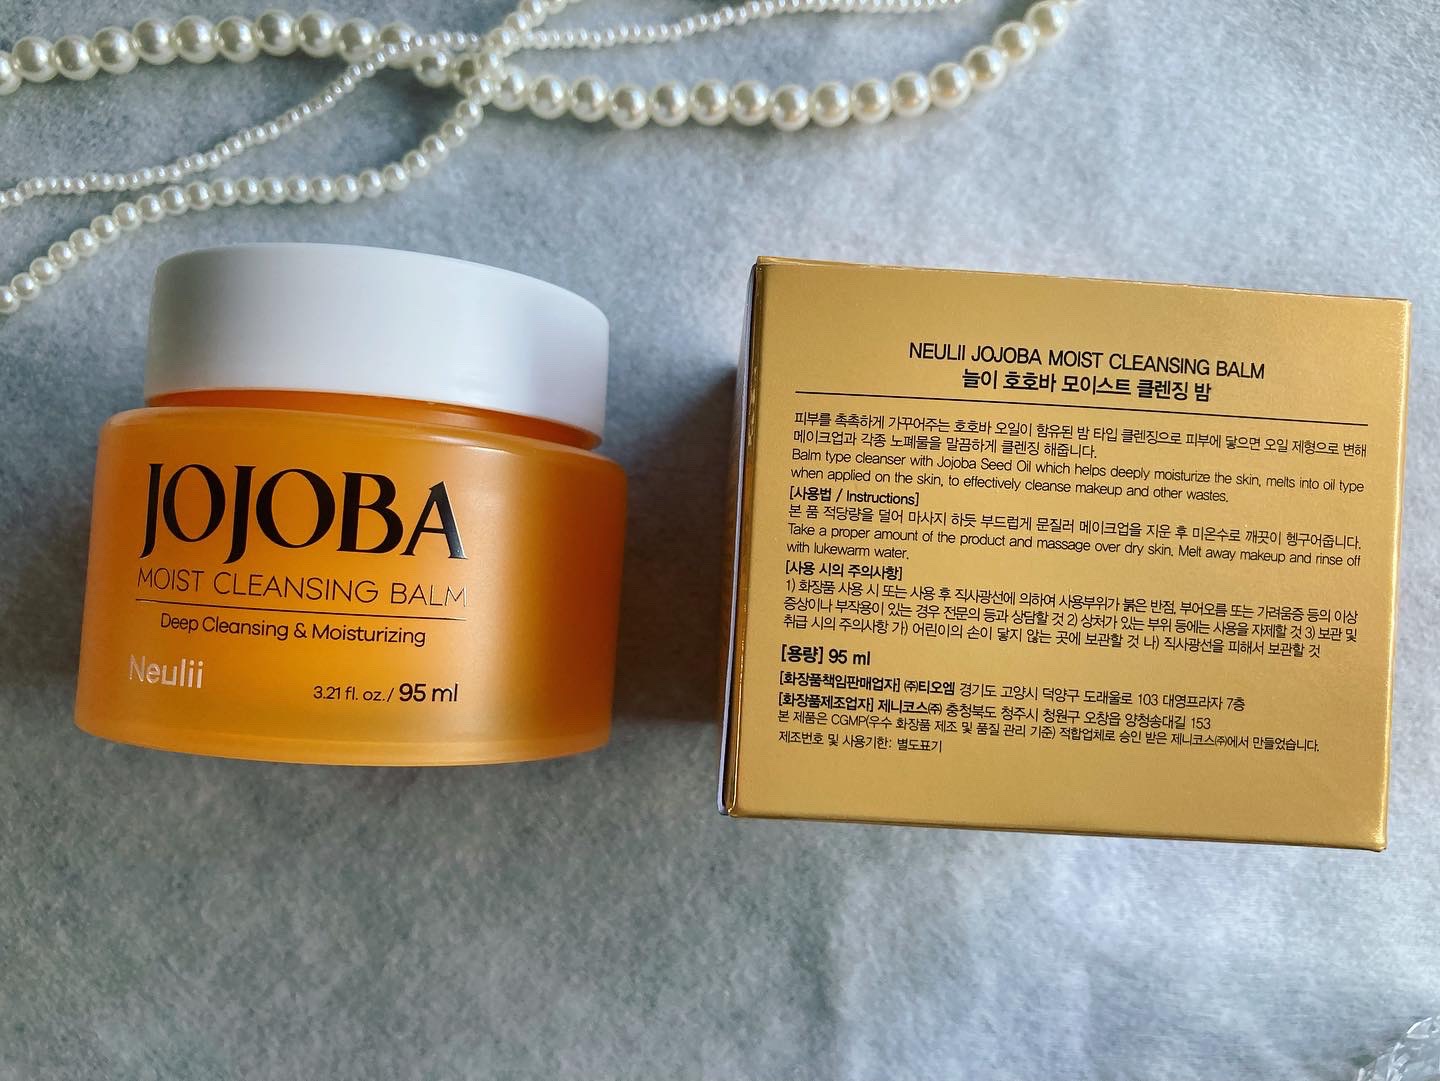 JOJOBA
MOIST CLEANSING BALM
Deep Cleansing & Moisturizing
Neulii
3.21 fl. oz./ 95 ml
NEULII JOJOBA MOIST CLEANSING BALM
늘이 호호바 모이스트 클렌징 밤
피부를 촉촉하게 가꾸어주는 호호바 오일이 함유된 밤 타입 클렌징으로 피부에 닿으면 오일 제형으로 변해
메이크업과 각종 노폐물을 말끔하게 클렌징 해줍니다.
Balm type cleanser with Jojoba Seed Oil which helps deeply moisturize the skin, melts into oil type
when applied on the skin, to effectively cleanse makeup and other wastes.
[사용법 / Instructions]
본 품 적당량을 덜어 마사지 하듯 부드럽게 문질러 메이크업을 지운 후 미온수로 깨끗이 헹구어줍니다.
Take a proper amount of the product and massage over dry skin. Melt away makeup and rinse off
with lukewarm water.
[사용 시의 주의사항]
1) 화장품 사용 시 또는 사용 후 직사광선에 의하여 사용부위가 붉은 반점, 부어오름 또는 가려움증 등의 이상
증상이나 부작용이 있는 경우 전문의 등과 상담할 것 2) 상처가 있는 부위 등에는 사용을 자제할 것 3) 보관 및
취급 시의 주의사항 가) 어린이의 손이 닿지 않는 곳에 보관할 것 나) 직사광선을 피해서 보관할 것
[용량] 95 ml
[화장품책임판매업자] ㈜티오엠 경기도 고양시 덕양구 도래울로 103 대명프라자 7층
[화장품제조업자] 제니코스㈜ 충청북도 청주시 청원구 오창읍 양청송대길 153
본 제품은 CGMP(우수 화장품 제조 및 품질 관리 기준) 적합업체로 승인 받은 제니코스㈜에서 만들었습니다.
제조번호 및 사용기한: 별도표기